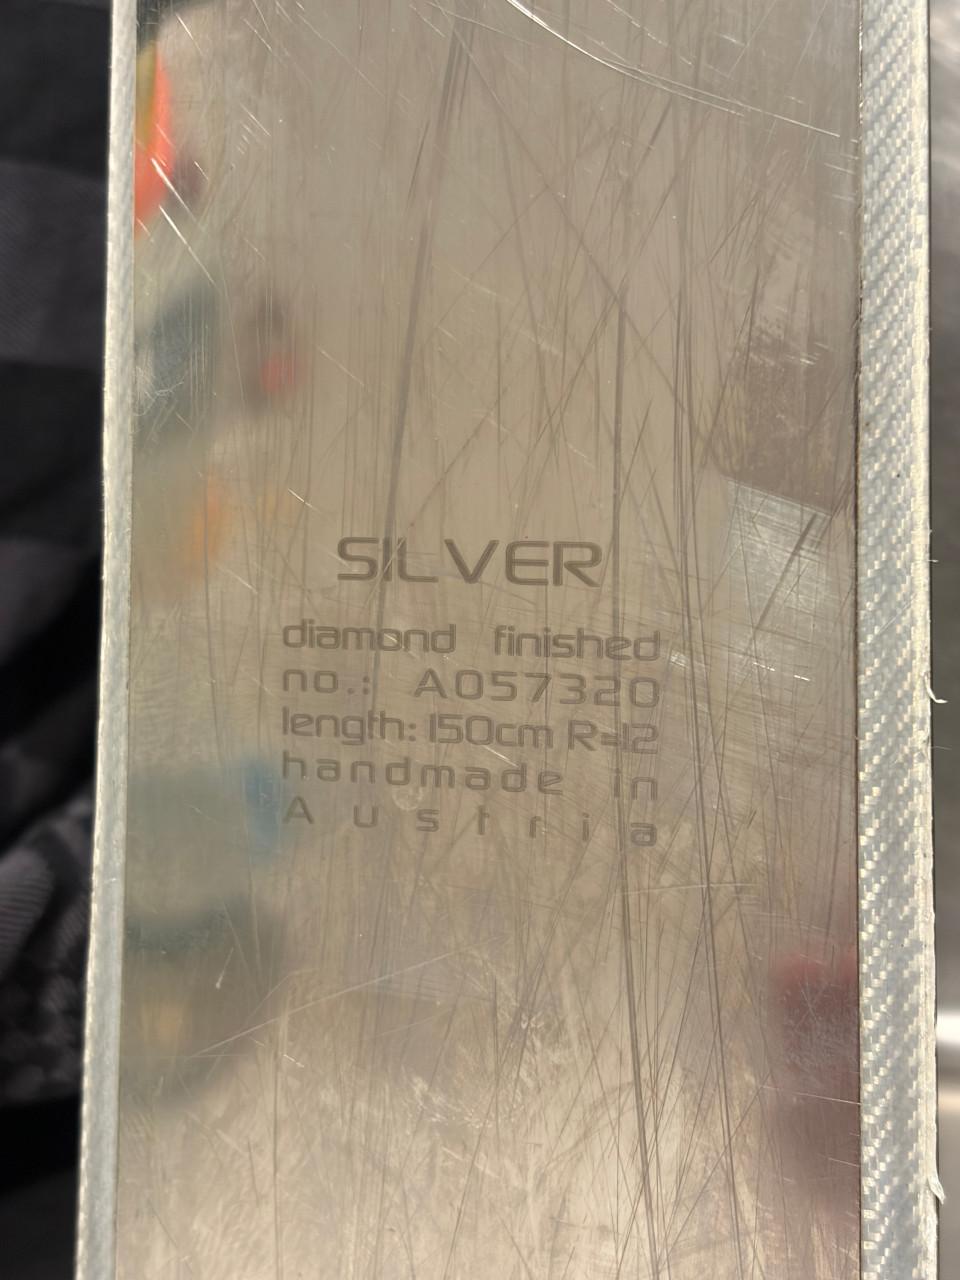 SILVER
diamond finished
no.: A057320
length: 150cm R=12
handmade in
Austria